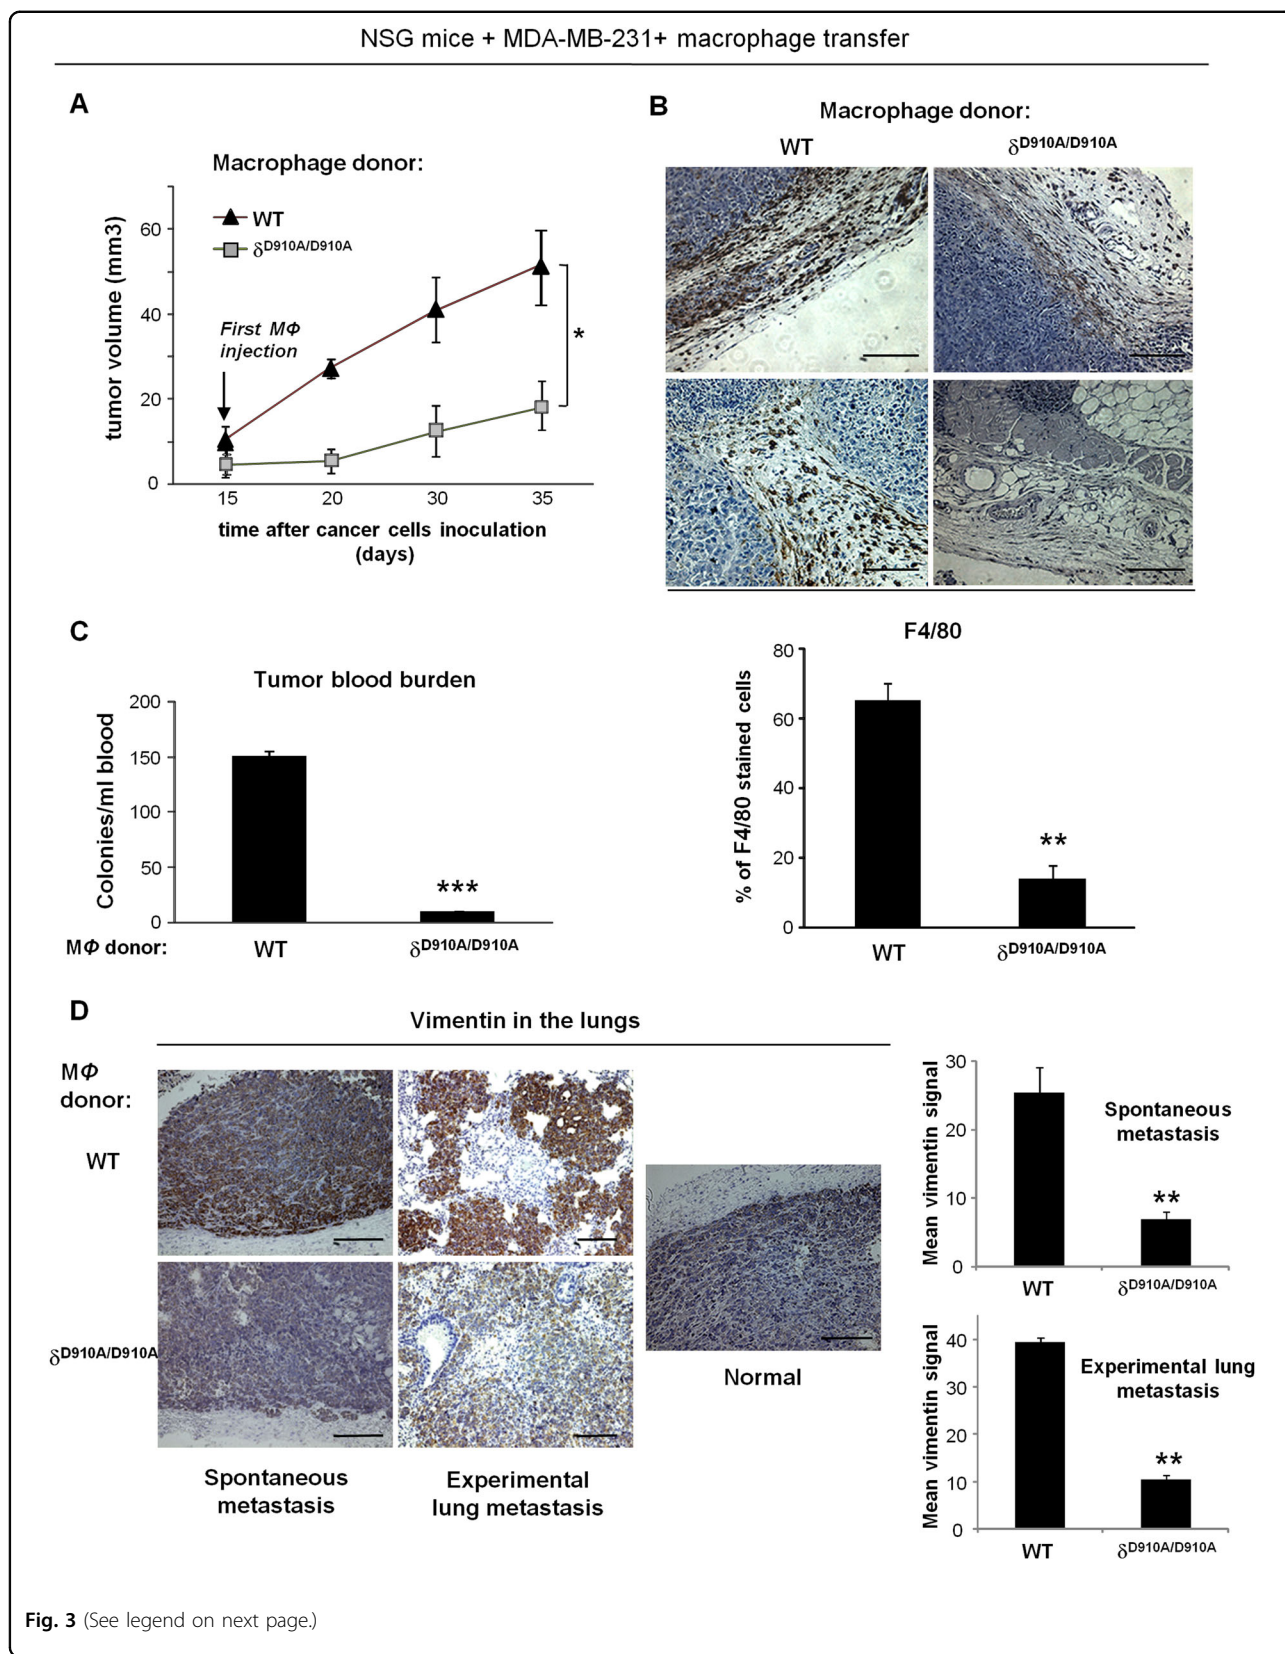 NSG mice + MDA-MB-231+ macrophage transfer
A
Macrophage donor:
WT
δD910A/D910A
tumor volume (mm3)
60
40
20
0
First MΦ
injection
*
15 20 30 35
time after cancer cells inoculation
(days)
B
Macrophage donor:
WT δD910A/D910A
F4/80
% of F4/80 stained cells
80
60
40
20
0
**
WT δD910A/D910A
C
Tumor blood burden
Colonies/ml blood
200
150
100
50
0
***
MΦ donor: WT δD910A/D910A
D
Vimentin in the lungs
MΦ
donor:
WT
δD910A/D910A
Spontaneous
metastasis
Experimental
lung metastasis
Normal
Mean vimentin signal
30
20
10
0
Spontaneous
metastasis
**
WT δD910A/D910A
Mean vimentin signal
40
30
20
10
0
Experimental lung
metastasis
**
WT δD910A/D910A
Fig. 3 (See legend on next page.)